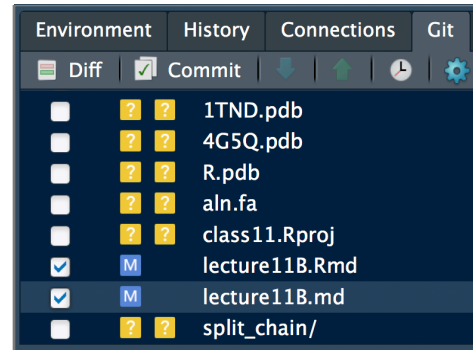 Environment History Connections Git
Diff Commit
? ? 1TND.pdb
? ? 4G5Q.pdb
? ? R.pdb
? ? aln.fa
? ? class11.Rproj
M lecture11B.Rmd
M lecture11B.md
? ? split_chain/